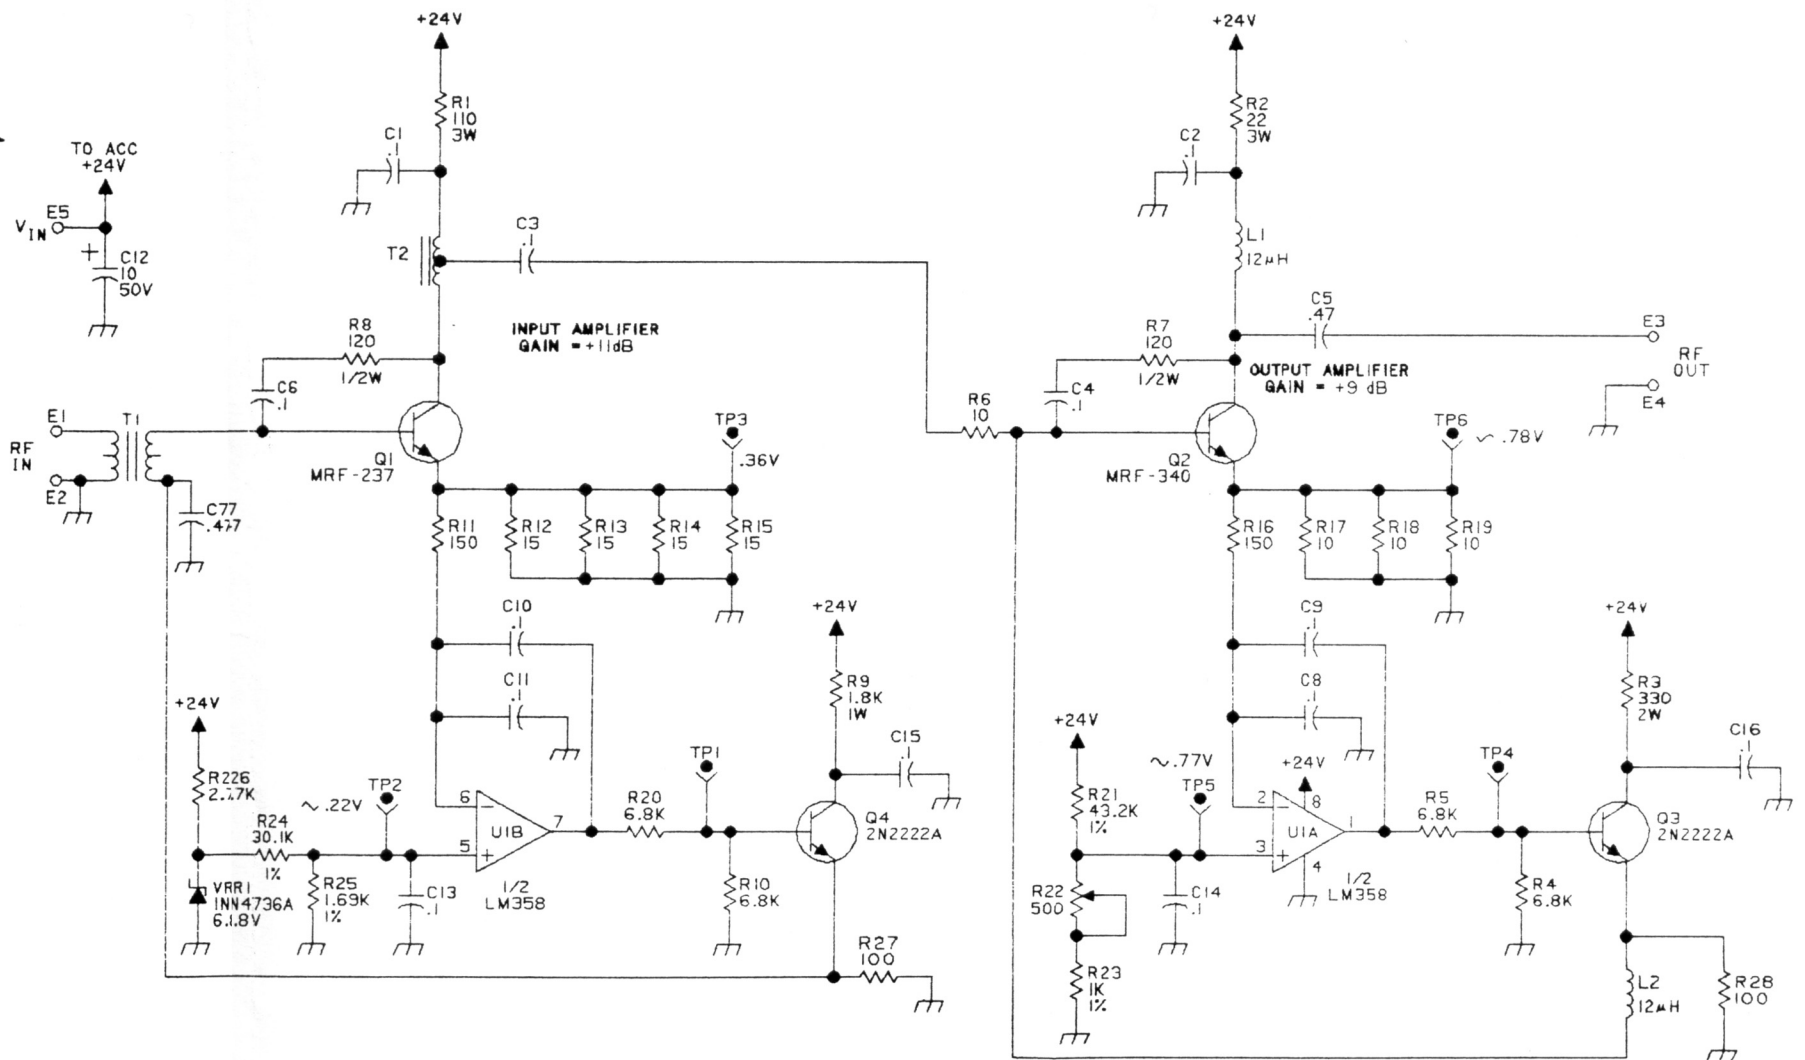 +24V
R1
110
3W
C1
.1
TO ACC
+24V
E5
VIN
+
C12
10
50V
T2
C3
.1
R8
120
1/2W
INPUT AMPLIFIER
GAIN = +11dB
C6
.1
E1
T1
RF
IN
E2
C77
.477
Q1
MRF-237
TP3
.36V
R11
150
R12
15
R13
15
R14
15
R15
15
C10
.1
C11
.1
+24V
R226
2.77K
R24
30.1K
1%
~.22V
TP2
VRR1
1NN4736A
6.1.8V
R25
1.69K
1%
C13
.1
6
5
7
U1B
1/2
LM358
R20
6.8K
TP1
R10
6.8K
+24V
R9
1.8K
1W
C15
.1
Q4
2N2222A
R27
100
+24V
R2
22
3W
C2
.1
L1
12µH
C5
.47
E3
RF
OUT
E4
R7
120
1/2W
OUTPUT AMPLIFIER
GAIN = +9 dB
C4
.1
R6
10
Q2
MRF-340
TP6
~.78V
R16
150
R17
10
R18
10
R19
10
C9
.1
C8
.1
+24V
R21
43.2K
1%
~.77V
TP5
R22
500
C14
.1
R23
1K
1%
+24V
2
3
8
1
4
U1A
1/2
LM358
R5
6.8K
TP4
R4
6.8K
+24V
R3
330
2W
C16
.1
Q3
2N2222A
L2
12µH
R28
100